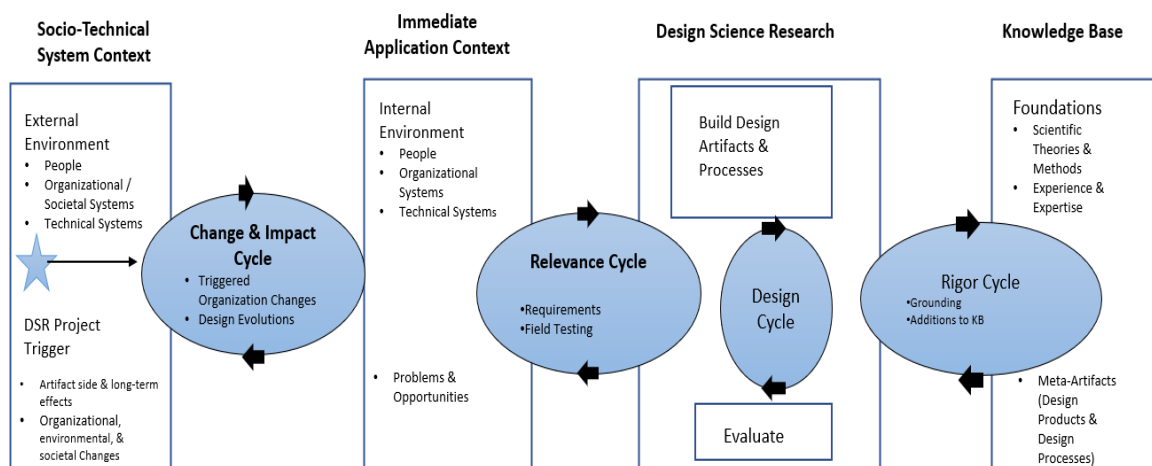 Socio-Technical
System Context
Immediate
Application Context
Design Science Research
Knowledge Base
External
Environment
• People
• Organizational /
Societal Systems
• Technical Systems
DSR Project
Trigger
• Artifact side & long-term
effects
• Organizational,
environmental, &
societal Changes
Change & Impact
Cycle
• Triggered
Organization Changes
• Design Evolutions
Internal
Environment
• People
• Organizational
Systems
• Technical Systems
• Problems &
Opportunities
Relevance Cycle
•Requirements
•Field Testing
Build Design
Artifacts &
Processes
Design
Cycle
Evaluate
Rigor Cycle
•Grounding
•Additions to KB
Foundations
• Scientific
Theories &
Methods
• Experience &
Expertise
• Meta-Artifacts
(Design
Products &
Design
Processes)